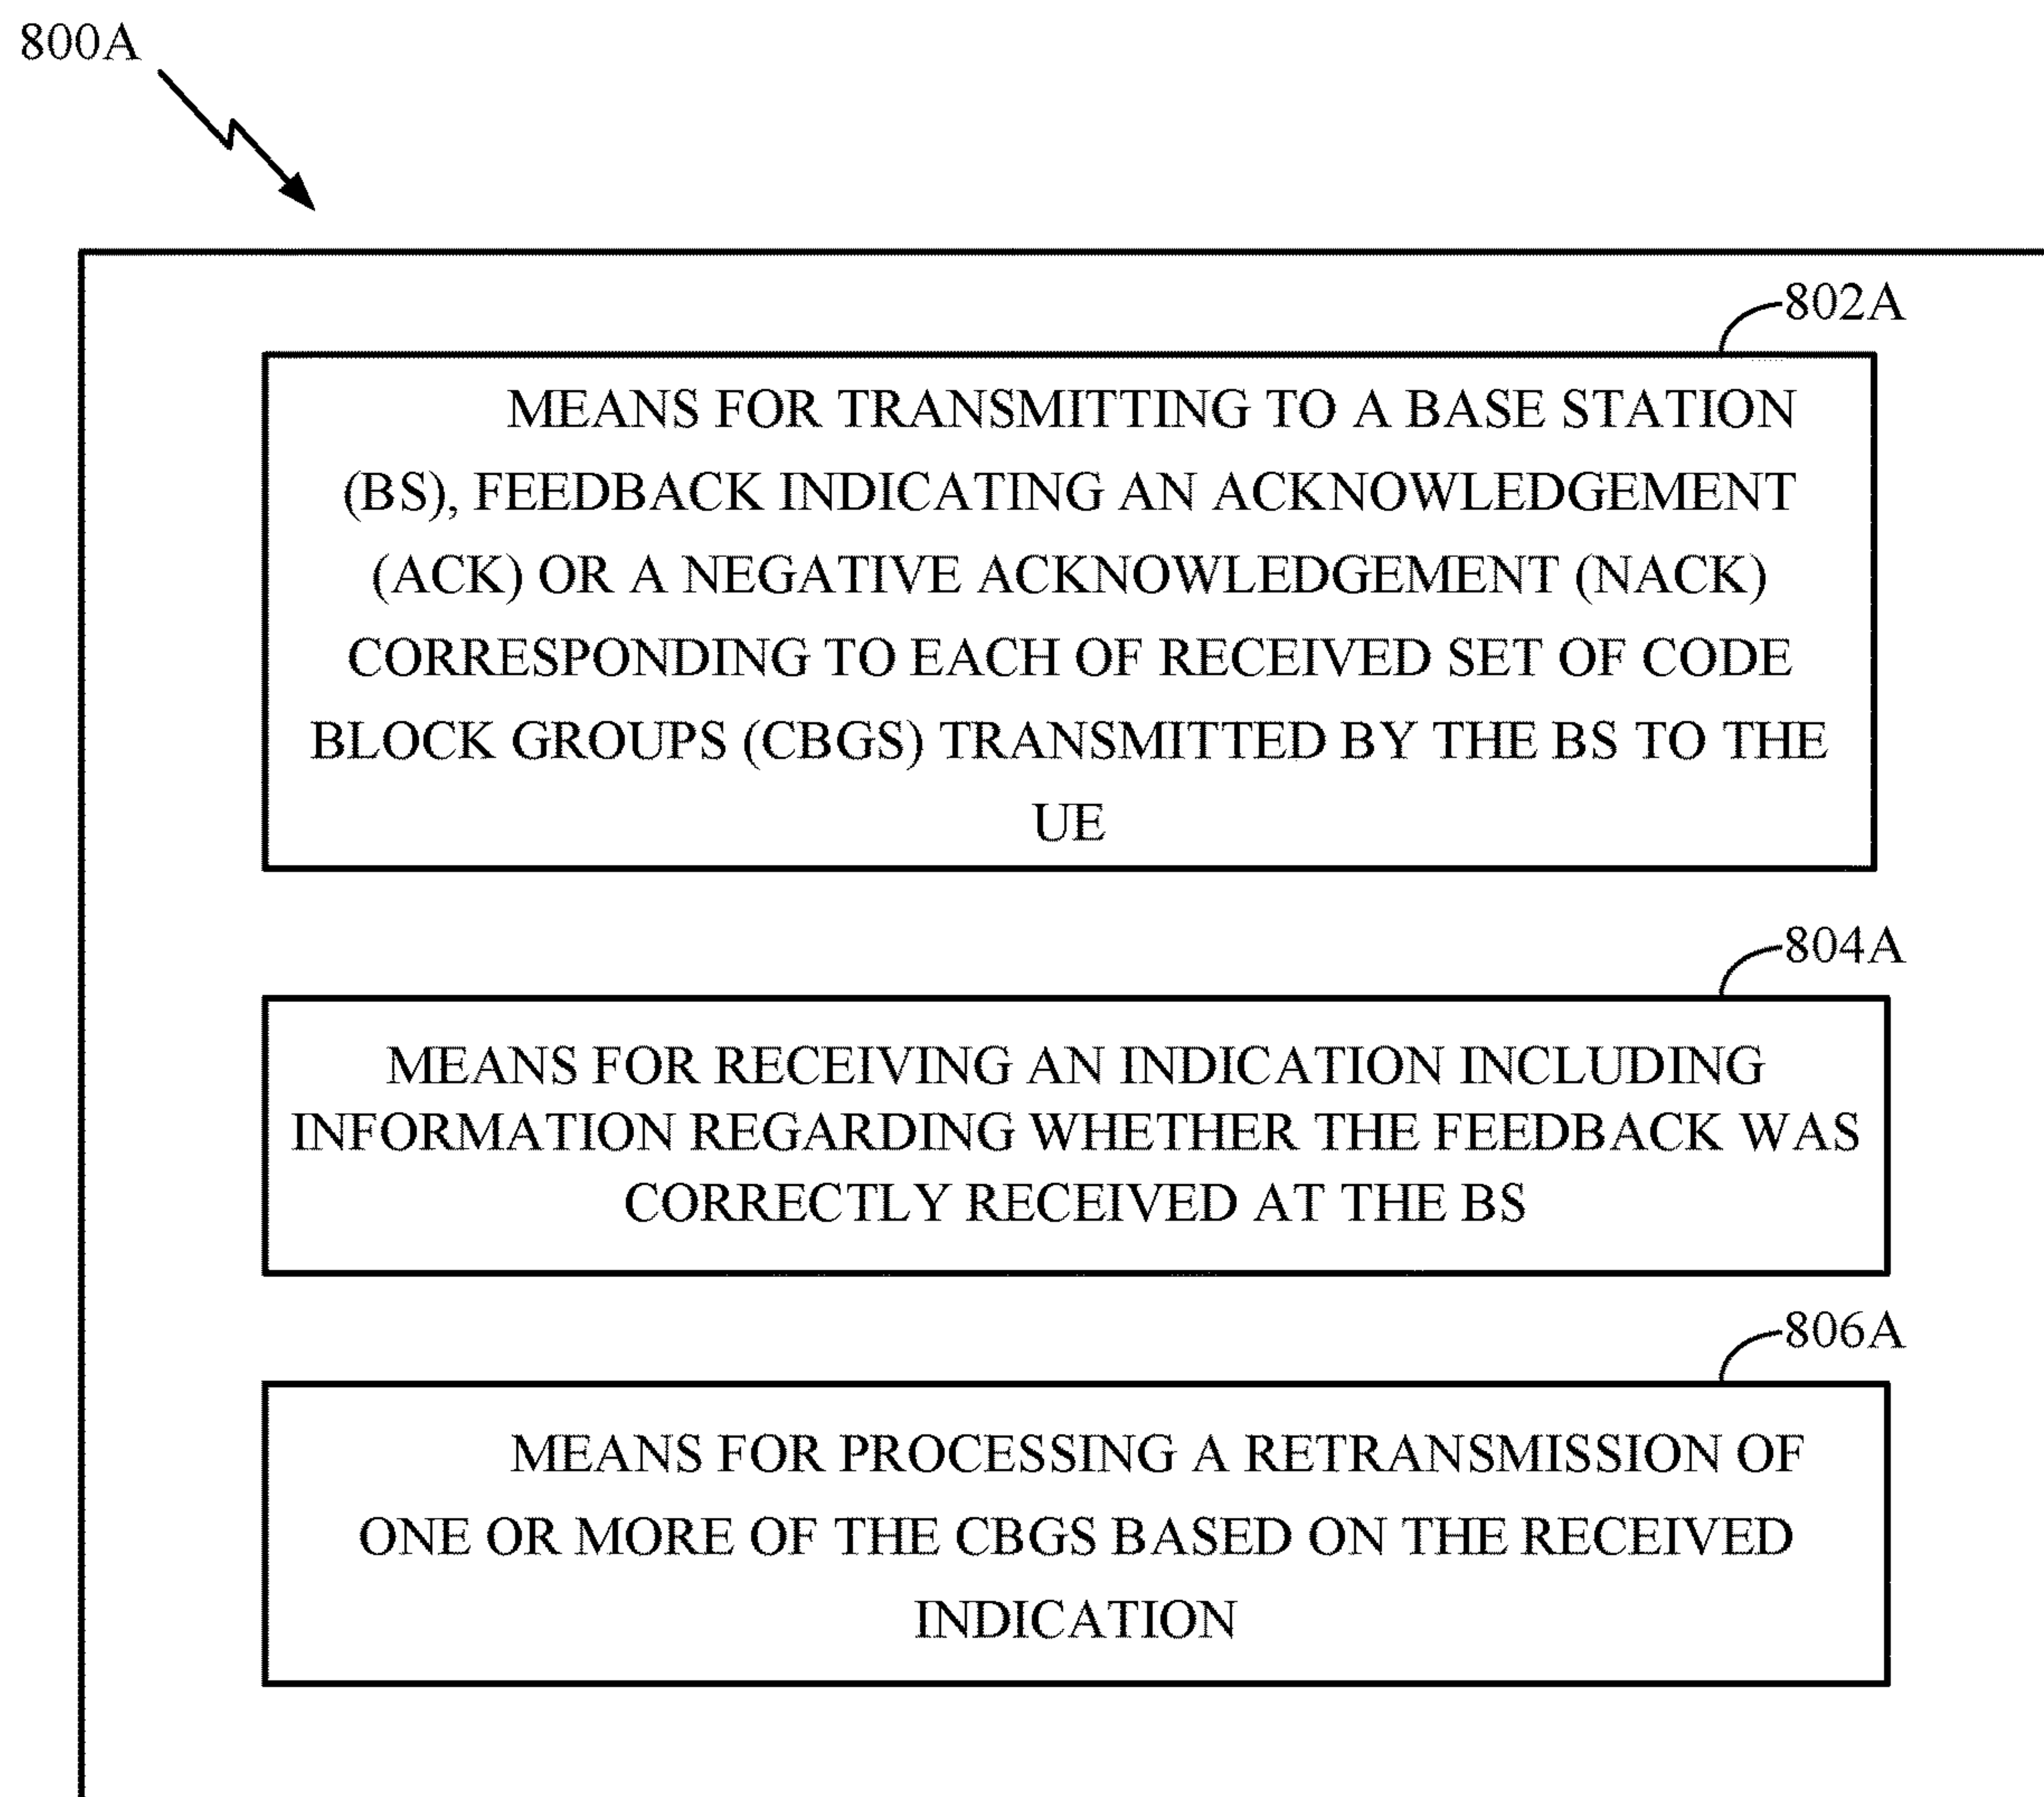 800A
802A
MEANS FOR TRANSMITTING TO A BASE STATION
(BS), FEEDBACK INDICATING AN ACKNOWLEDGEMENT
(ACK) OR A NEGATIVE ACKNOWLEDGEMENT (NACK)
CORRESPONDING TO EACH OF RECEIVED SET OF CODE
BLOCK GROUPS (CBGS) TRANSMITTED BY THE BS TO THE
UE
804A
MEANS FOR RECEIVING AN INDICATION INCLUDING
INFORMATION REGARDING WHETHER THE FEEDBACK WAS
CORRECTLY RECEIVED AT THE BS
806A
MEANS FOR PROCESSING A RETRANSMISSION OF
ONE OR MORE OF THE CBGS BASED ON THE RECEIVED
INDICATION